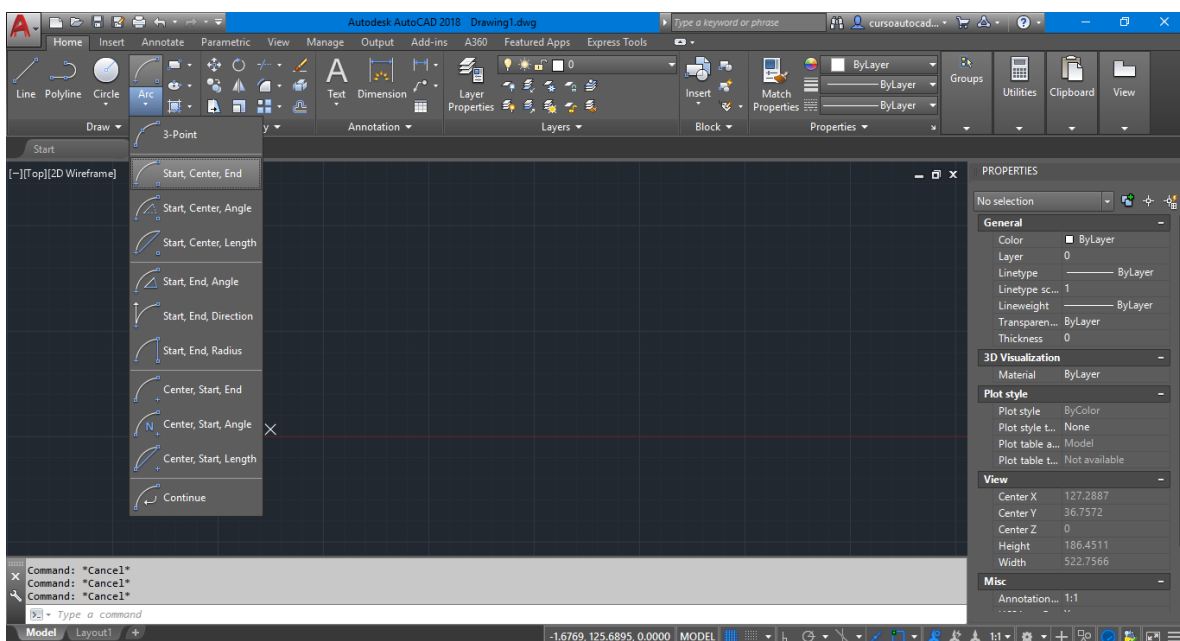 Autodesk AutoCAD 2018 Drawing1.dwg
Type a keyword or phrase
cursoautocad...
Home Insert Annotate Parametric View Manage Output Add-ins A360 Featured Apps Express Tools
Line Polyline Circle Arc
Text Dimension
Layer Properties
0
Insert
Match Properties
ByLayer
ByLayer
ByLayer
Groups
Utilities Clipboard View
Draw
y
Annotation
Layers
Block
Properties
Start
3-Point
Start, Center, End
Start, Center, Angle
Start, Center, Length
Start, End, Angle
Start, End, Direction
Start, End, Radius
Center, Start, End
Center, Start, Angle
Center, Start, Length
Continue
[−][Top][2D Wireframe]
PROPERTIES
No selection
General
Color ByLayer
Layer 0
Linetype ByLayer
Linetype sc... 1
Lineweight ByLayer
Transparen... ByLayer
Thickness 0
3D Visualization
Material ByLayer
Plot style
Plot style ByColor
Plot style t... None
Plot table a... Model
Plot table t... Not available
View
Center X 127.2887
Center Y 36.7572
Center Z 0
Height 186.4511
Width 522.7566
Misc
Annotation... 1:1
Command: *Cancel*
Command: *Cancel*
Command: *Cancel*
Type a command
Model Layout1 +
-1.6769, 125.6895, 0.0000 MODEL
1:1